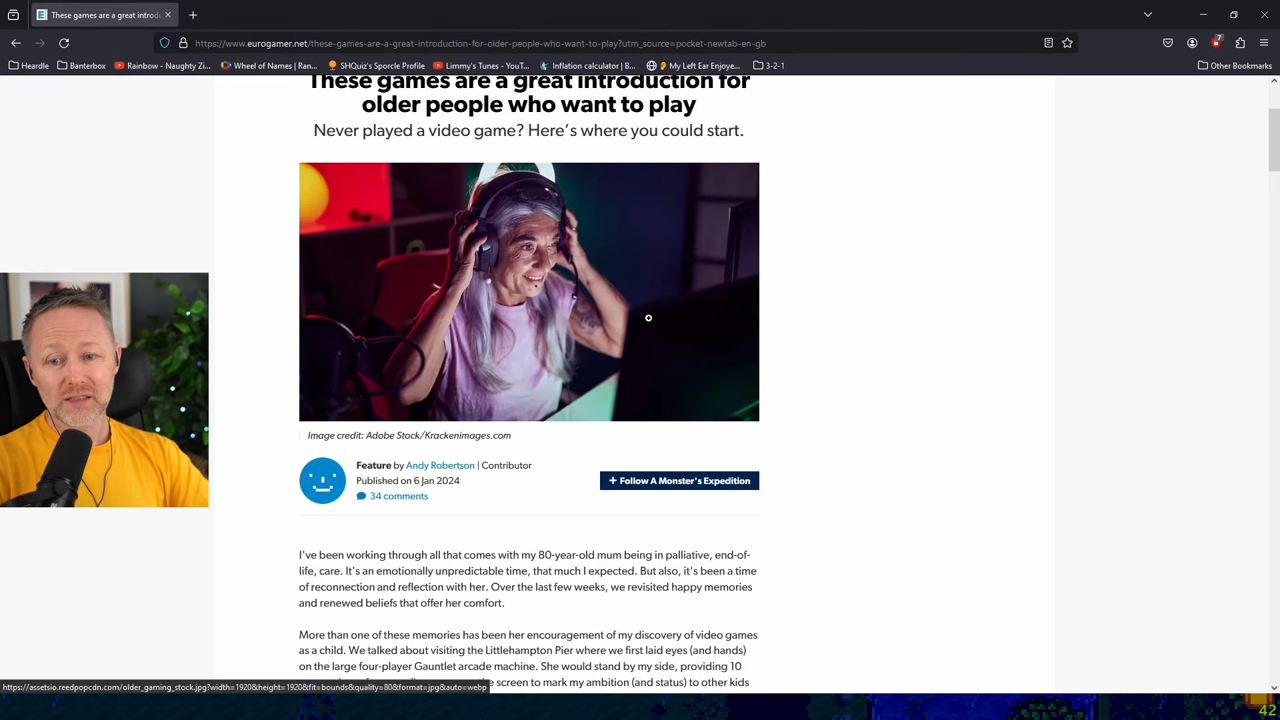 These games are a great introdu
https://www.eurogamer.net/these-games-are-a-great-introduction-for-older-people-who-want-to-play?utm_source=pocket-newtab-en-gb
7
Heardle
Banterbox
Rainbow - Naughty Zi...
Wheel of Names | Ran...
SHQuiz's Sporcle Profile
Limmy's Tunes - YouT...
Inflation calculator | B...
My Left Ear Enjoye...
3-2-1
Other Bookmarks
These games are a great introduction for
older people who want to play
Never played a video game? Here's where you could start.
Image credit: Adobe Stock/Krackenimages.com
Feature by Andy Robertson | Contributor
Published on 6 Jan 2024
34 comments
+ Follow A Monster's Expedition
I've been working through all that comes with my 80-year-old mum being in palliative, end-of-
life, care. It's an emotionally unpredictable time, that much I expected. But also, it's been a time
of reconnection and reflection with her. Over the last few weeks, we revisited happy memories
and renewed beliefs that offer her comfort.
More than one of these memories has been her encouragement of my discovery of video games
as a child. We talked about visiting the Littlehampton Pier where we first laid eyes (and hands)
on the large four-player Gauntlet arcade machine. She would stand by my side, providing 10
screen to mark my ambition (and status) to other kids
https://assetsio.reedpopcdn.com/older_gaming_stock.jpg?width=1920&height=1920&fit=bounds&quality=80&format=jpg&auto=webp
42